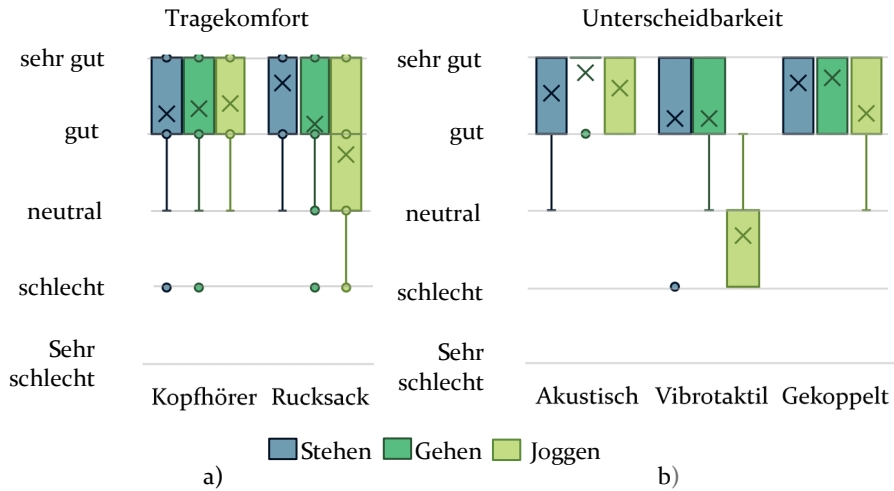 Tragekomfort
sehr gut
gut
neutral
schlecht
Sehr
schlecht
Kopfhörer Rucksack
Unterscheidbarkeit
sehr gut
gut
neutral
schlecht
Sehr
schlecht
Akustisch Vibrotaktil Gekoppelt
Stehen Gehen Joggen
a) b)